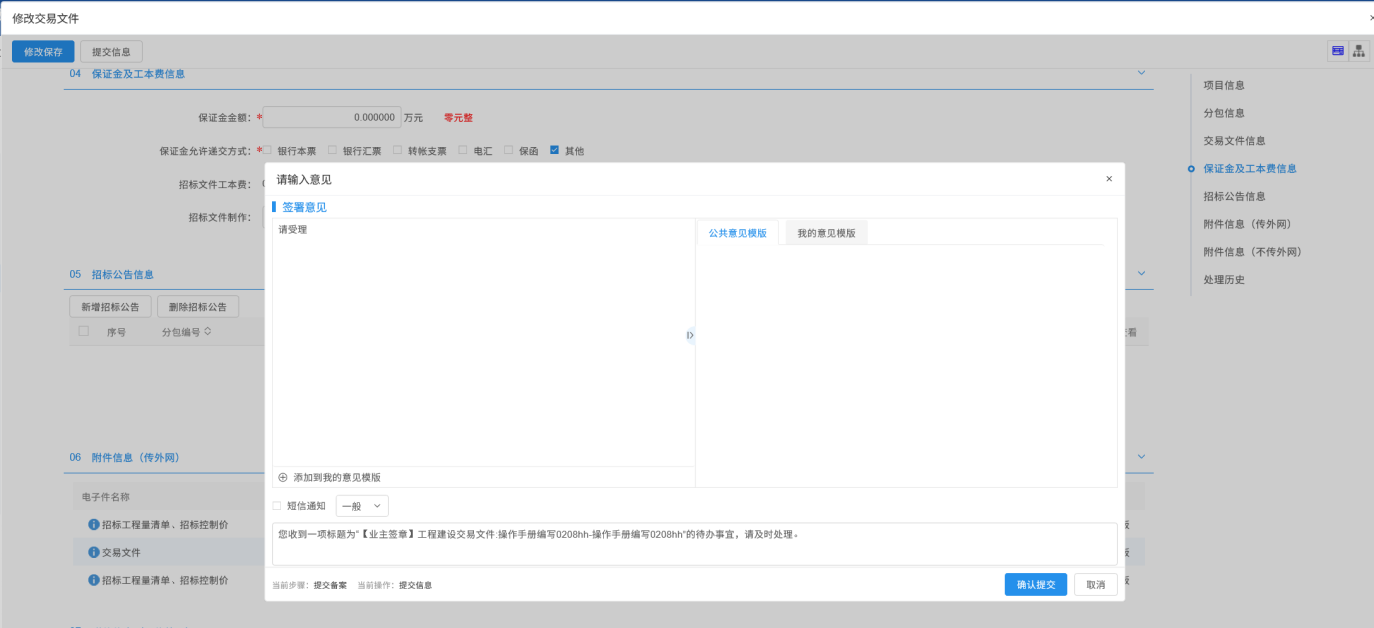 修改交易文件
×
修改保存 提交信息
04 保证金及工本费信息
保证金金额：* 0.000000 万元 零元整
保证金允许递交方式：* 银行本票 银行汇票 转帐支票 电汇 保函 其他
招标文件工本费：
招标文件制作：
05 招标公告信息
新增招标公告 删除招标公告
序号 分包编号
看
06 附件信息（传外网）
电子件名称
招标工程量清单、招标控制价
交易文件
招标工程量清单、招标控制价
项目信息
分包信息
交易文件信息
保证金及工本费信息
招标公告信息
附件信息（传外网）
附件信息（不传外网）
处理历史
请输入意见 ×
签署意见
请受理
公共意见模版 我的意见模版
添加到我的意见模版
短信通知 一般
您收到一项标题为"【业主签章】工程建设交易文件:操作手册编写0208hh-操作手册编写0208hh"的待办事宜，请及时处理。
当前步骤：提交备案 当前操作：提交信息
确认提交 取消